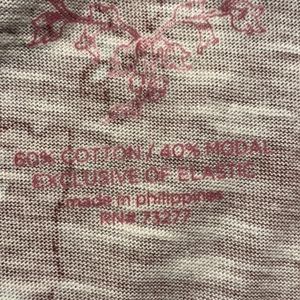 60% COTTON / 40% MODAL
EXCLUSIVE OF ELASTIC
made in philippines
RN# 73277